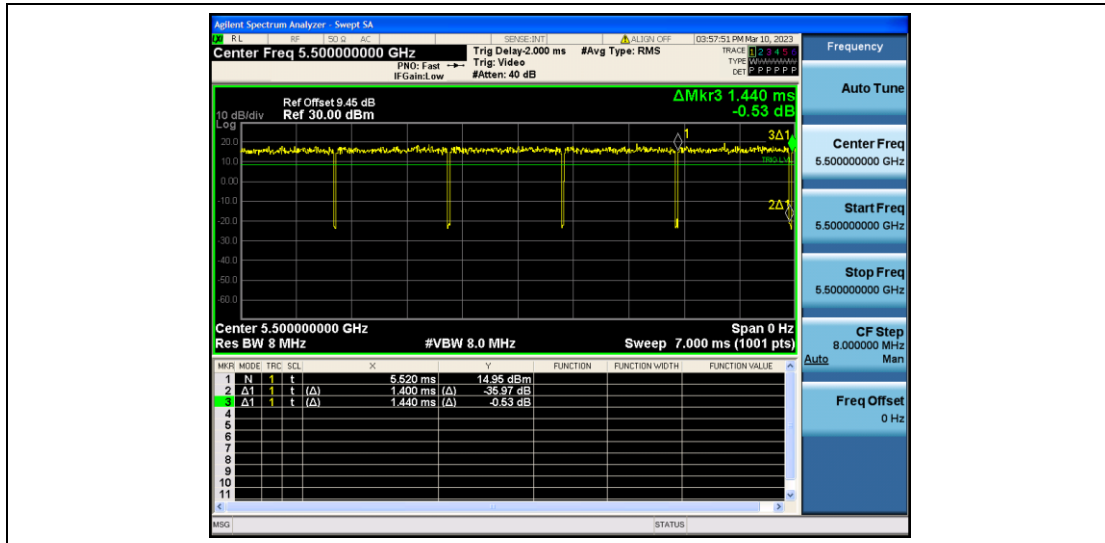 Agilent Spectrum Analyzer - Swept SA
RL RF 50 Ω AC SENSE:INT ALIGN OFF 03:57:51 PM Mar 10, 2023
Center Freq 5.500000000 GHz
PNO: Fast
IFGain:Low
Trig Delay-2.000 ms
Trig: Video
#Atten: 40 dB
#Avg Type: RMS
TRACE 1 2 3 4 5 6
TYPE
DET P P P P P P
ΔMkr3 1.440 ms
-0.53 dB
Ref Offset 9.45 dB
10 dB/div Ref 30.00 dBm
Log
20.0
10.0
0.00
-10.0
-20.0
-30.0
-40.0
-50.0
-60.0
1
3Δ1
TRIG LVL
2Δ1
Center 5.500000000 GHz Span 0 Hz
Res BW 8 MHz #VBW 8.0 MHz Sweep 7.000 ms (1001 pts)
MKR MODE TRC SCL X Y FUNCTION FUNCTION WIDTH FUNCTION VALUE
1 N 1 t 5.520 ms 14.95 dBm
2 Δ1 1 t (Δ) 1.400 ms (Δ) -35.97 dB
3 Δ1 1 t (Δ) 1.440 ms (Δ) -0.53 dB
4
5
6
7
8
9
10
11
MSG STATUS
Frequency
Auto Tune
Center Freq
5.500000000 GHz
Start Freq
5.500000000 GHz
Stop Freq
5.500000000 GHz
CF Step
8.000000 MHz
Auto Man
Freq Offset
0 Hz